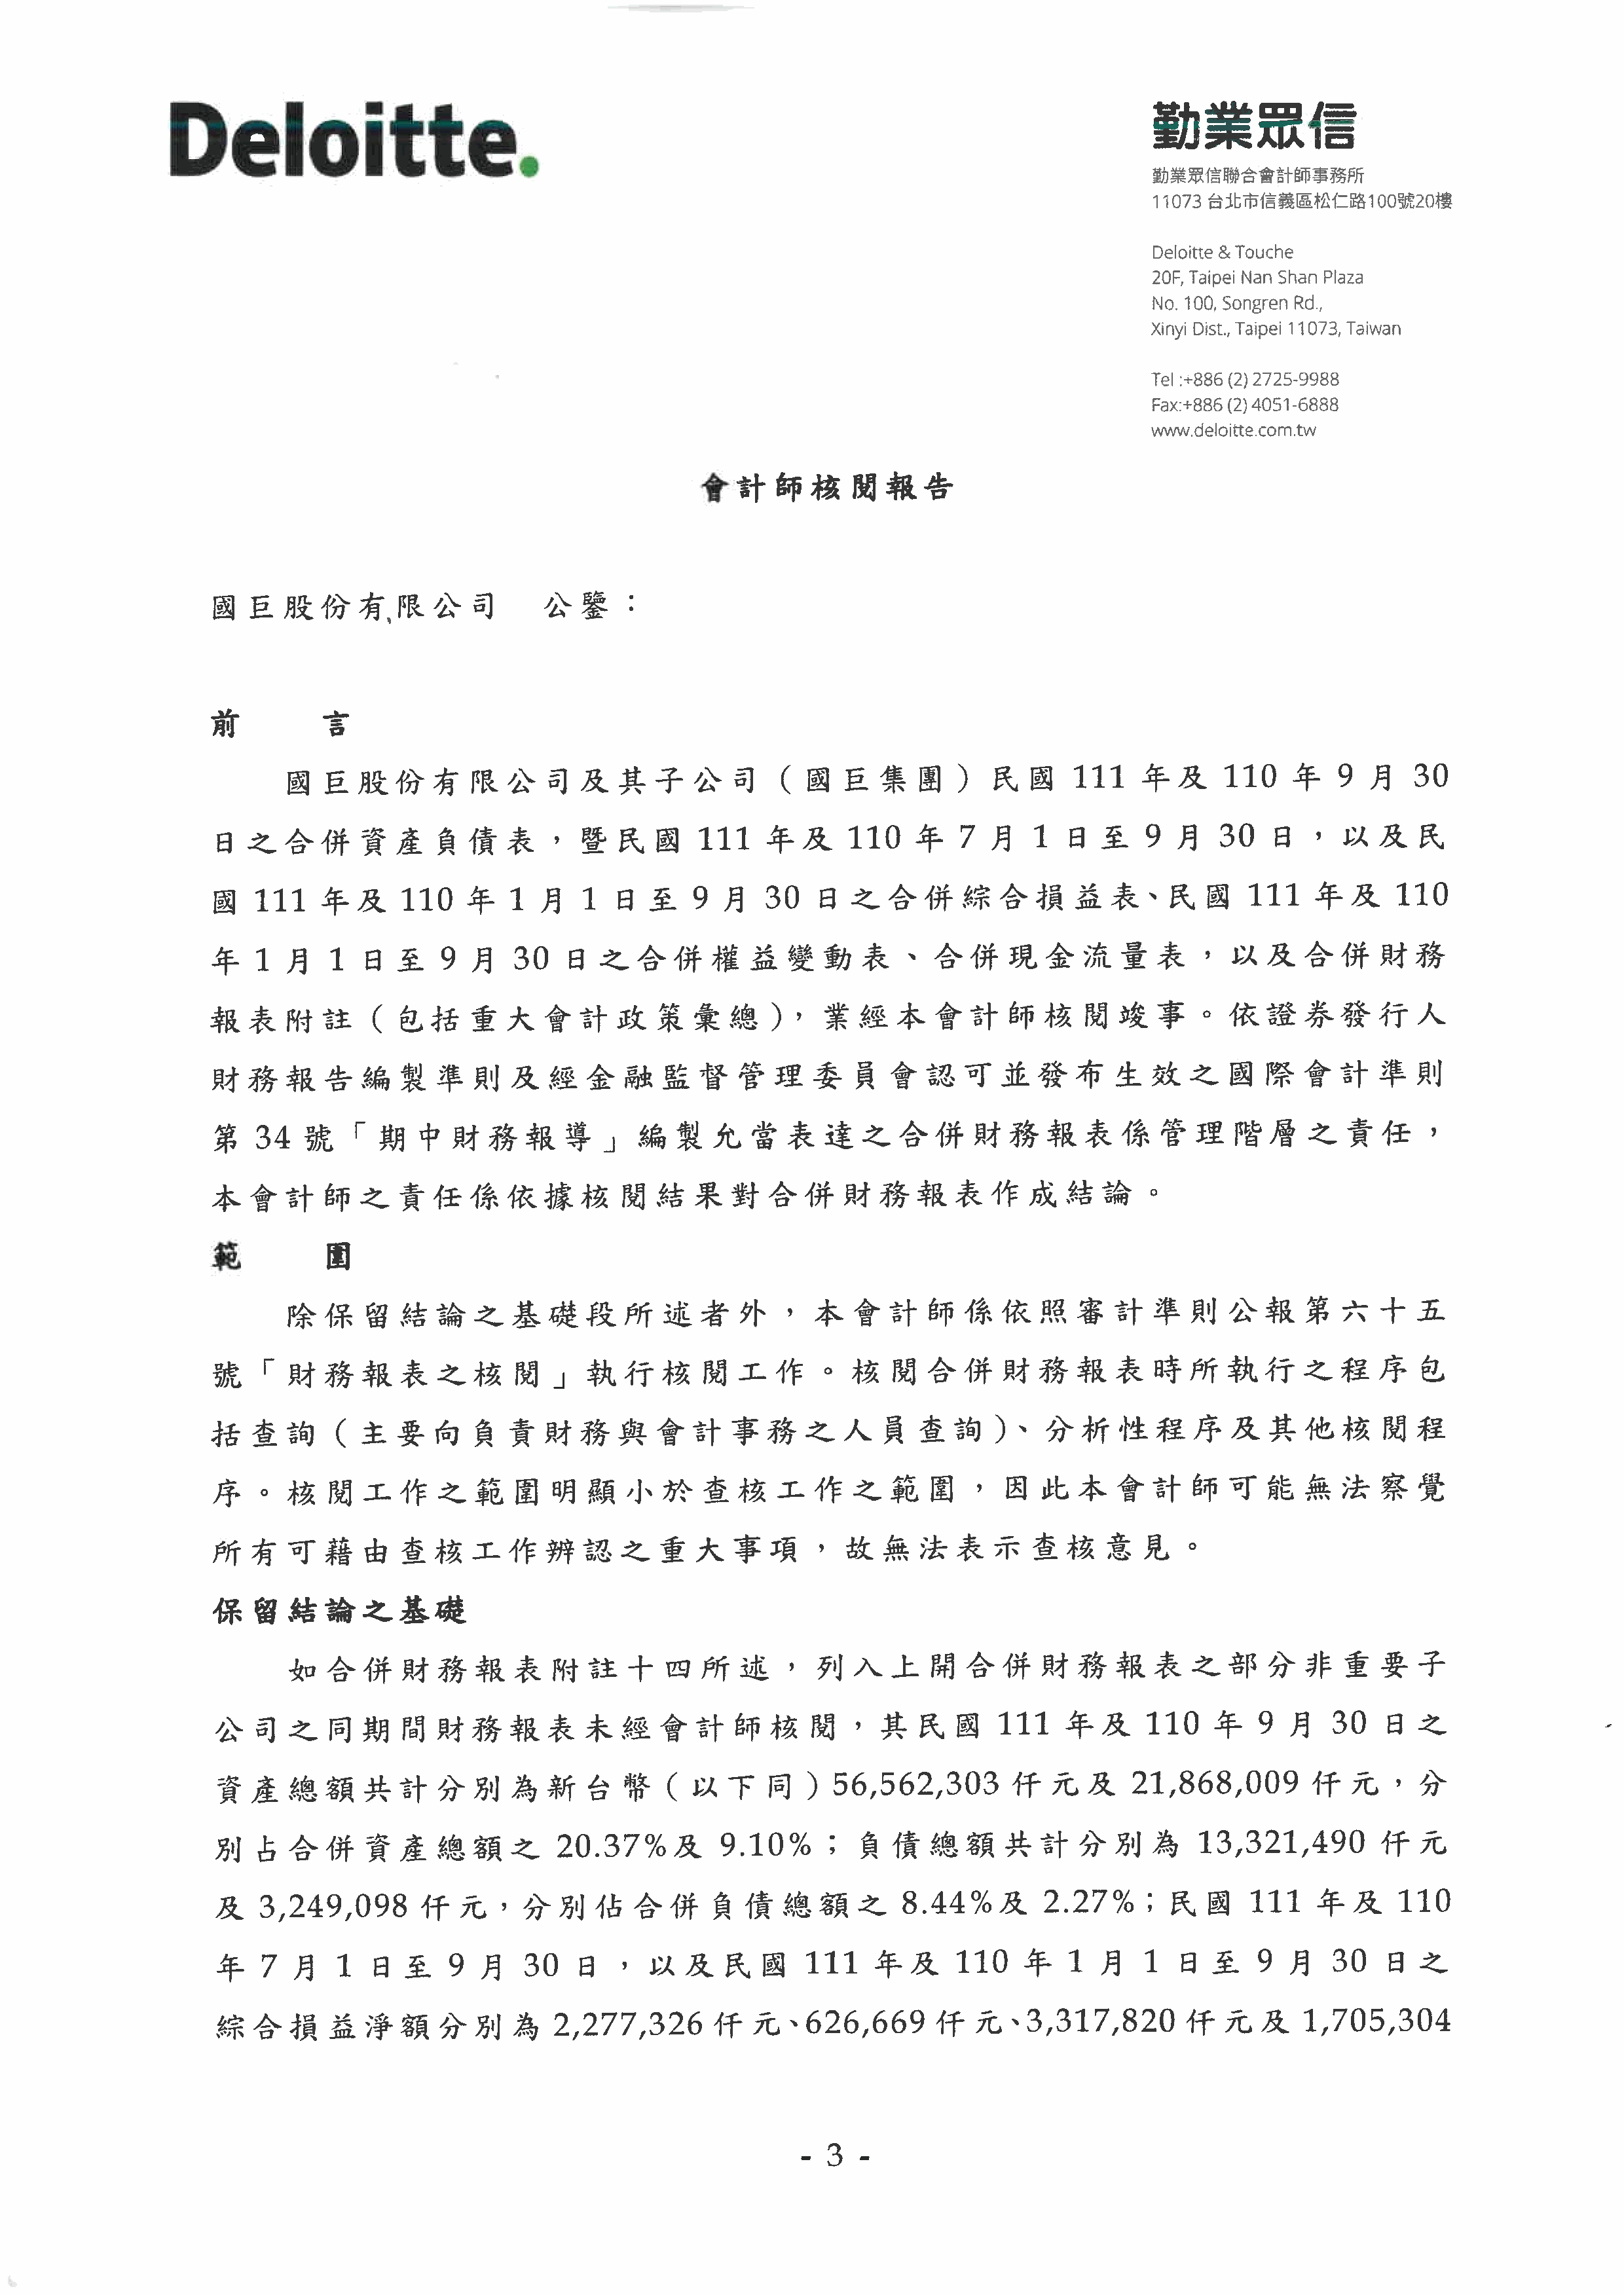 Deloitte.
勤業眾信
勤業眾信聯合會計師事務所
11073 台北市信義區松仁路100號20樓
Deloitte & Touche
20F, Taipei Nan Shan Plaza
No. 100, Songren Rd.,
Xinyi Dist., Taipei 11073, Taiwan
Tel :+886 (2) 2725-9988
Fax:+886 (2) 4051-6888
www.deloitte.com.tw
會計師核閱報告
國巨股份有限公司　公鑒：
前　　言
國巨股份有限公司及其子公司（國巨集團）民國 111 年及 110 年 9 月 30
日之合併資產負債表，暨民國 111 年及 110 年 7 月 1 日至 9 月 30 日，以及民
國 111 年及 110 年 1 月 1 日至 9 月 30 日之合併綜合損益表、民國 111 年及 110
年 1 月 1 日至 9 月 30 日之合併權益變動表、合併現金流量表，以及合併財務
報表附註（包括重大會計政策彙總），業經本會計師核閱竣事。依證券發行人
財務報告編製準則及經金融監督管理委員會認可並發布生效之國際會計準則
第 34 號「期中財務報導」編製允當表達之合併財務報表係管理階層之責任，
本會計師之責任係依據核閱結果對合併財務報表作成結論。
範　　圍
除保留結論之基礎段所述者外，本會計師係依照審計準則公報第六十五
號「財務報表之核閱」執行核閱工作。核閱合併財務報表時所執行之程序包
括查詢（主要向負責財務與會計事務之人員查詢）、分析性程序及其他核閱程
序。核閱工作之範圍明顯小於查核工作之範圍，因此本會計師可能無法察覺
所有可藉由查核工作辨認之重大事項，故無法表示查核意見。
保留結論之基礎
如合併財務報表附註十四所述，列入上開合併財務報表之部分非重要子
公司之同期間財務報表未經會計師核閱，其民國 111 年及 110 年 9 月 30 日之
資產總額共計分別為新台幣（以下同）56,562,303 仟元及 21,868,009 仟元，分
別占合併資產總額之 20.37%及 9.10%；負債總額共計分別為 13,321,490 仟元
及 3,249,098 仟元，分別佔合併負債總額之 8.44%及 2.27%；民國 111 年及 110
年 7 月 1 日至 9 月 30 日，以及民國 111 年及 110 年 1 月 1 日至 9 月 30 日之
綜合損益淨額分別為 2,277,326 仟元、626,669 仟元、3,317,820 仟元及 1,705,304
- 3 -